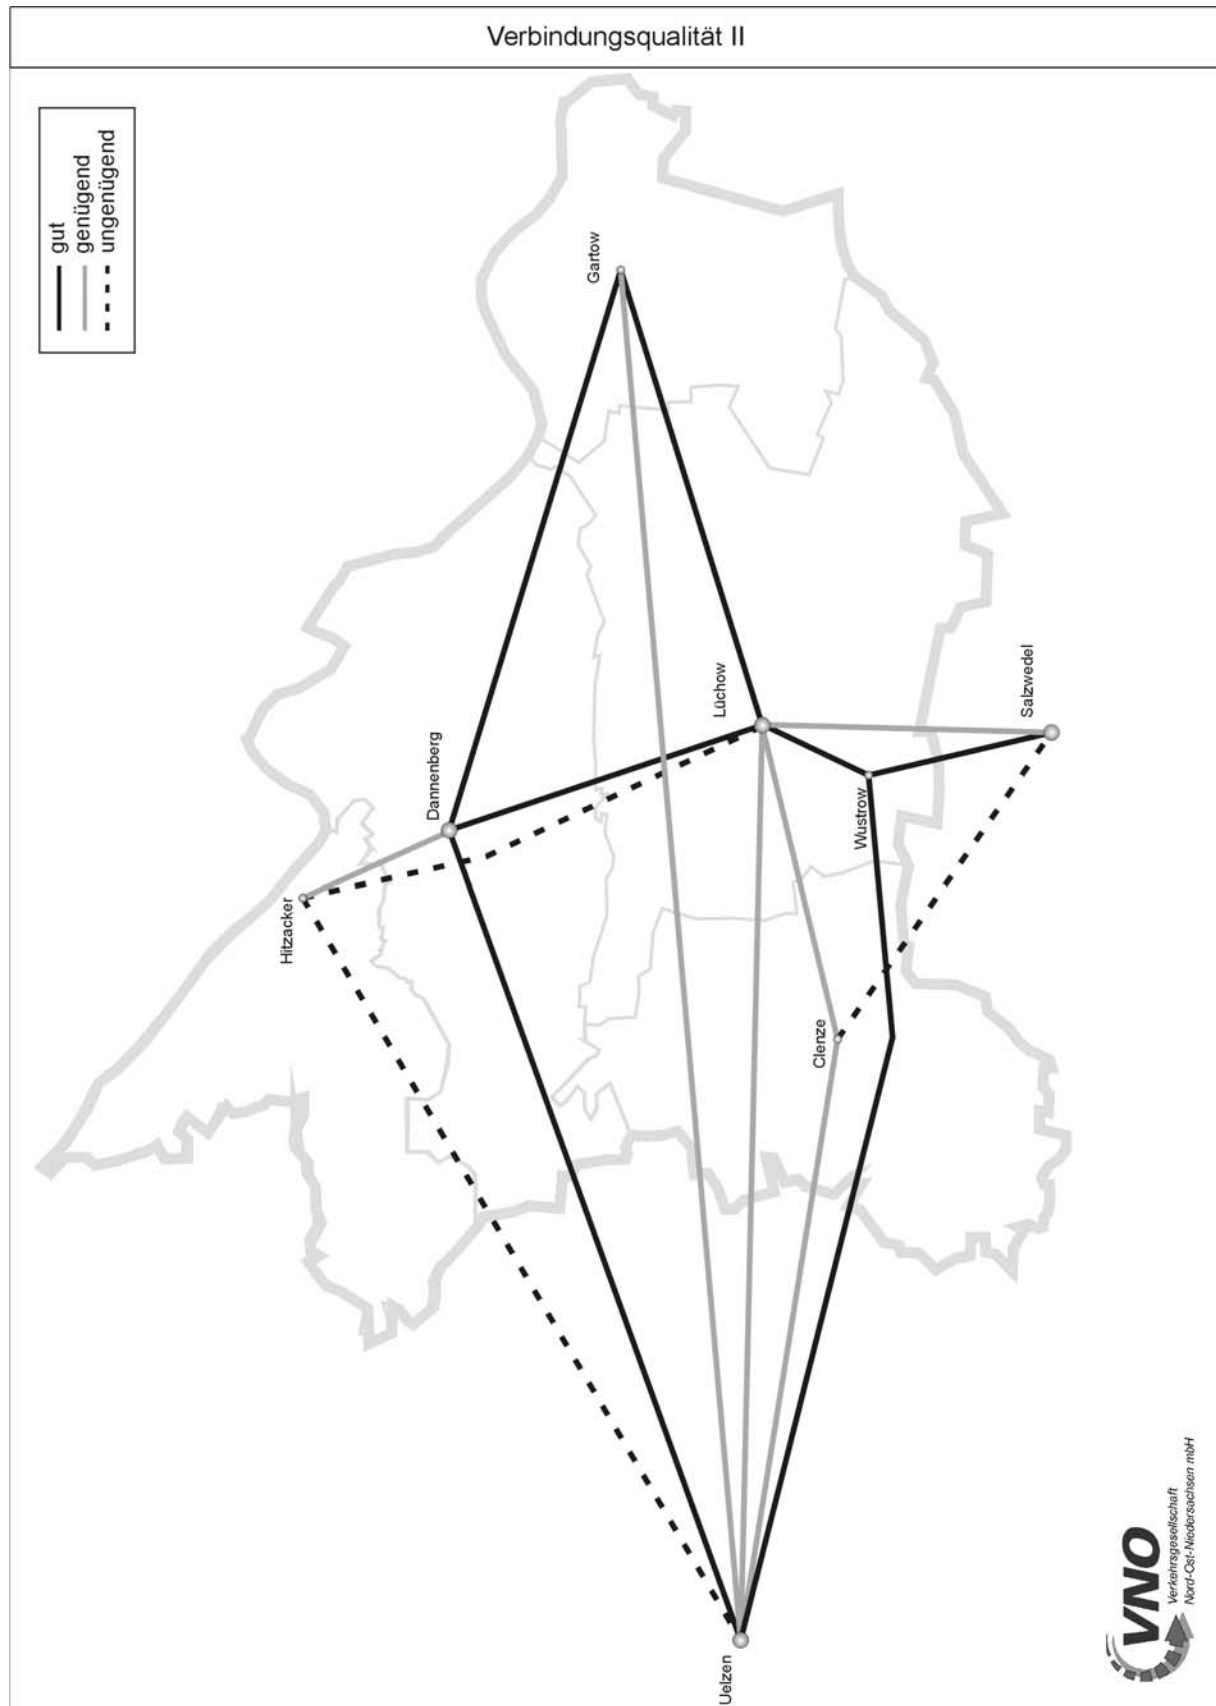 Verbindungsqualität II
gut
genügend
ungenügend
Gartow
Dannenberg
Lüchow
Salzwedel
Hitzacker
Wustrow
Clenze
Uelzen
VNO
Verkehrsgesellschaft
Nord-Ost-Niedersachsen mbH